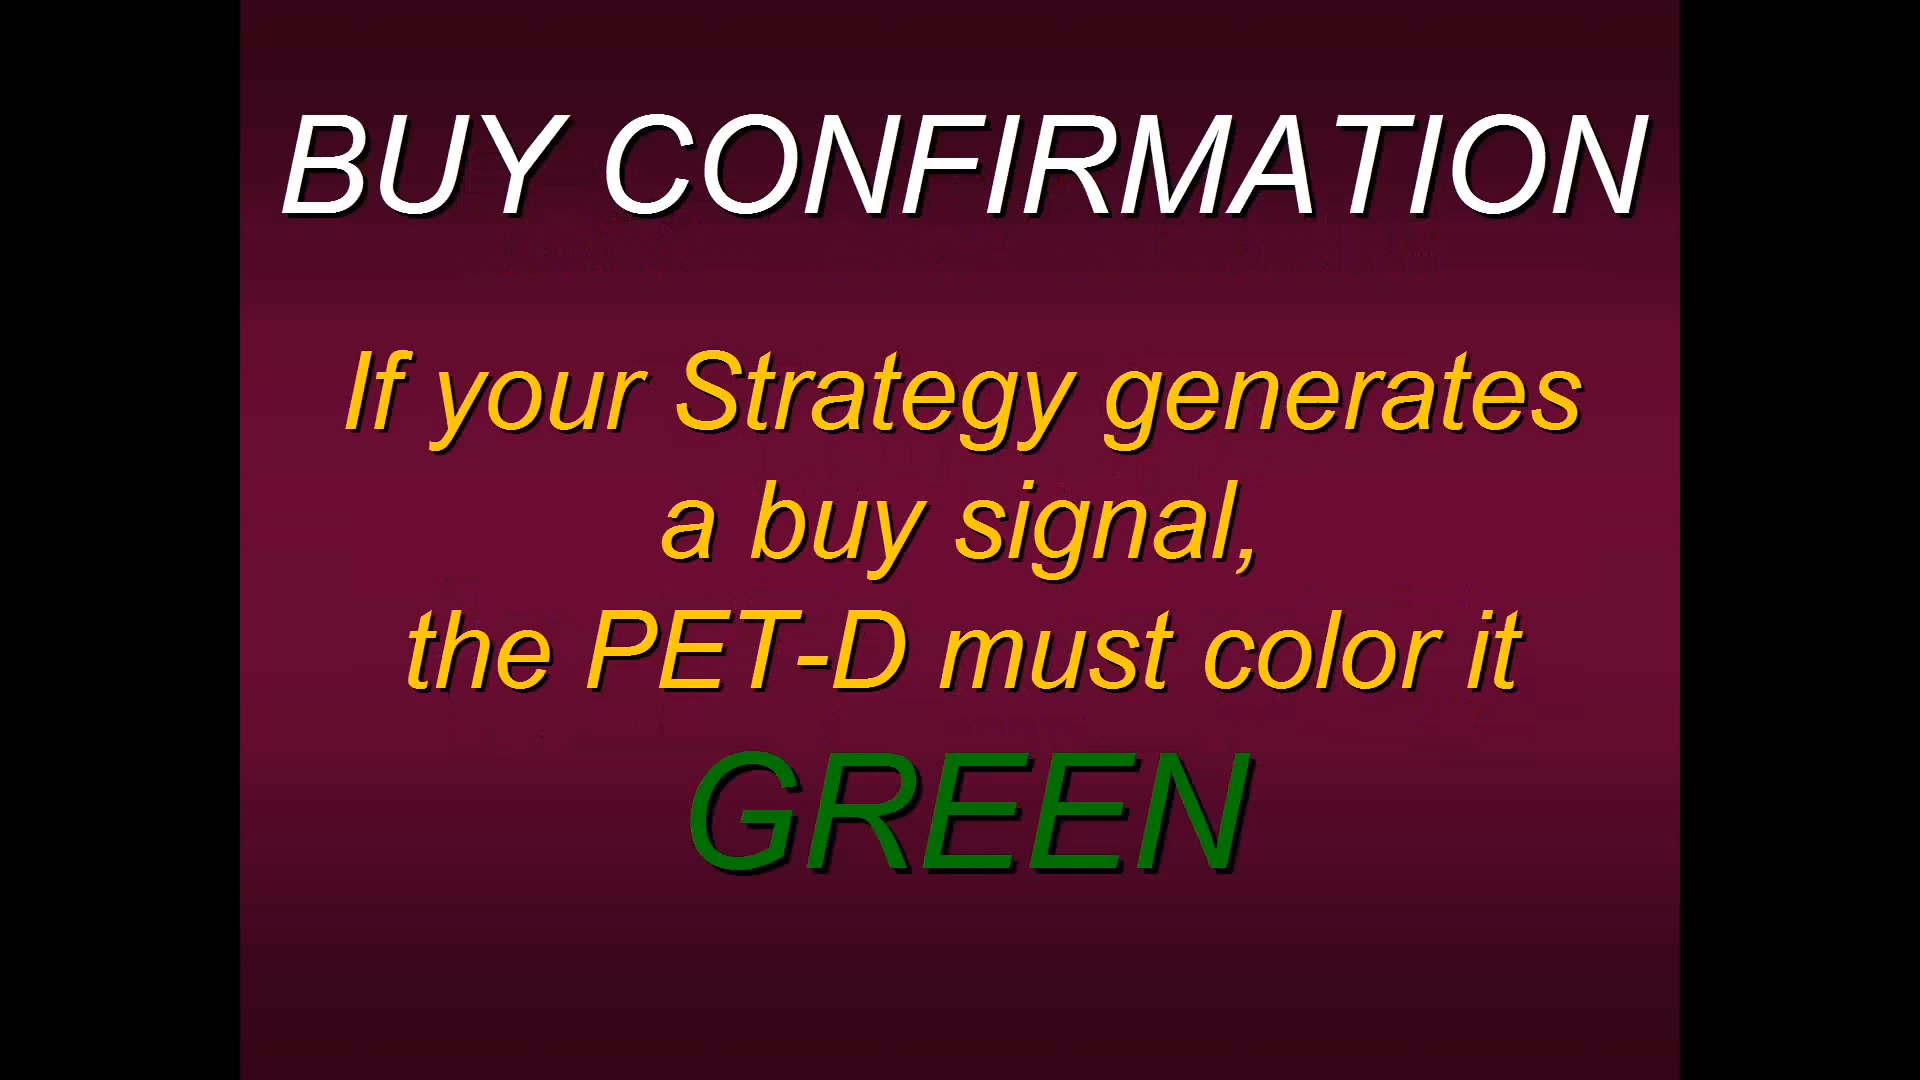 BUY CONFIRMATION
If your Strategy generates
a buy signal,
the PET-D must color it
GREEN